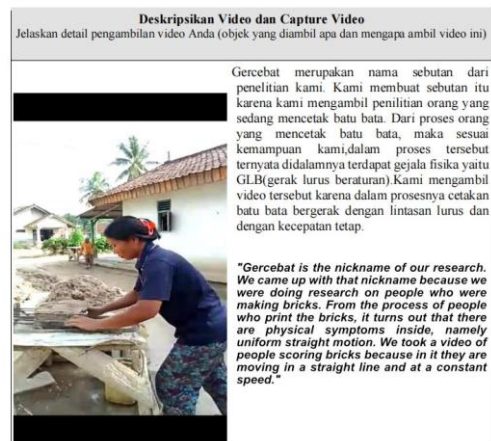 Deskripsikan Video dan Capture Video
Jelaskan detail pengambilan video Anda (objek yang diambil apa dan mengapa ambil video ini)
Gercebat merupakan nama sebutan dari
penelitian kami. Kami membuat sebutan itu
karena kami mengambil penilitian orang yang
sedang mencetak batu bata. Dari proses orang
yang mencetak batu bata, maka sesuai
kemampuan kami,dalam proses tersebut
ternyata didalamnya terdapat gejala fisika yaitu
GLB(gerak lurus beraturan).Kami mengambil
video tersebut karena dalam prosesnya cetakan
batu bata bergerak dengan lintasan lurus dan
dengan kecepatan tetap.
"Gercebat is the nickname of our research.
We came up with that nickname because we
were doing research on people who were
making bricks. From the process of people
who print the bricks, it turns out that there
are physical symptoms inside, namely
uniform straight motion. We took a video of
people scoring bricks because in it they are
moving in a straight line and at a constant
speed."